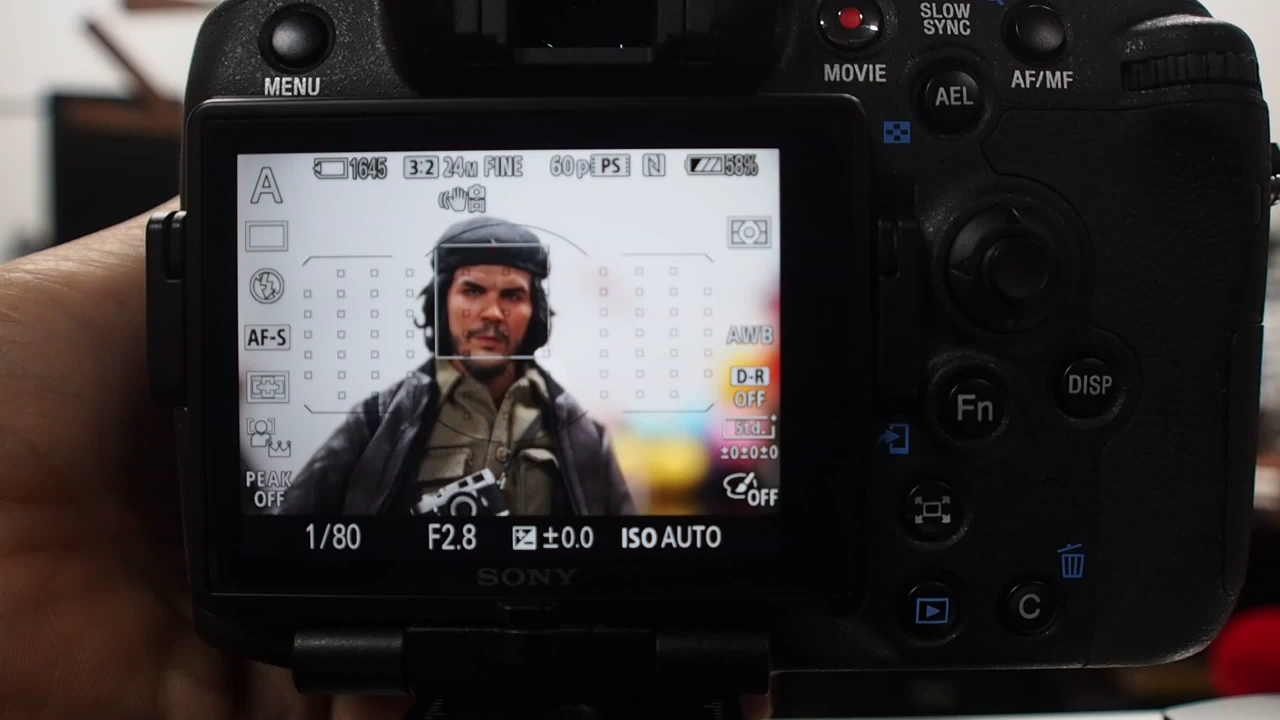 MENU
MOVIE
SLOW
SYNC
AF/MF
AEL
A
1645
3:2 24M FINE
60p PS
N
58%
AF-S
AWB
D-R
OFF
Std.
±0±0±0
PEAK
OFF
OFF
1/80
F2.8
±0.0
ISO AUTO
SONY
Fn
DISP
C